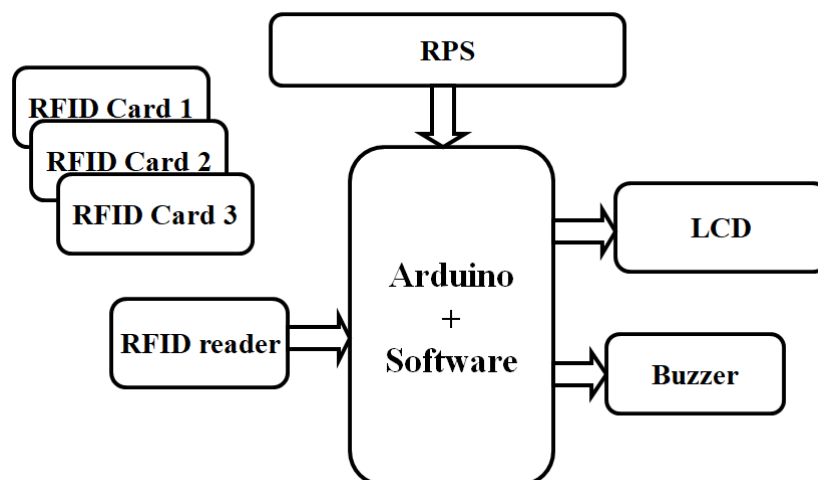 RPS
RFID Card 1
RFID Card 2
RFID Card 3
LCD
Arduino
+
Software
RFID reader
Buzzer